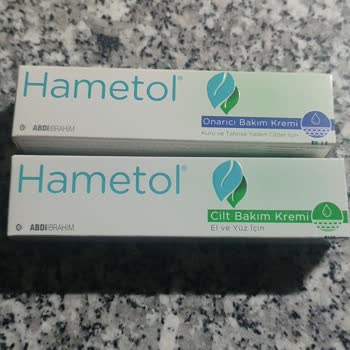 Hametol®
Onarıcı Bakım Kremi
Kuru ve Tahrişe Yatkın Ciltler İçin
ABDİİBRAHİM
Hametol®
Cilt Bakım Kremi
El ve Yüz İçin
ABDİİBRAHİM